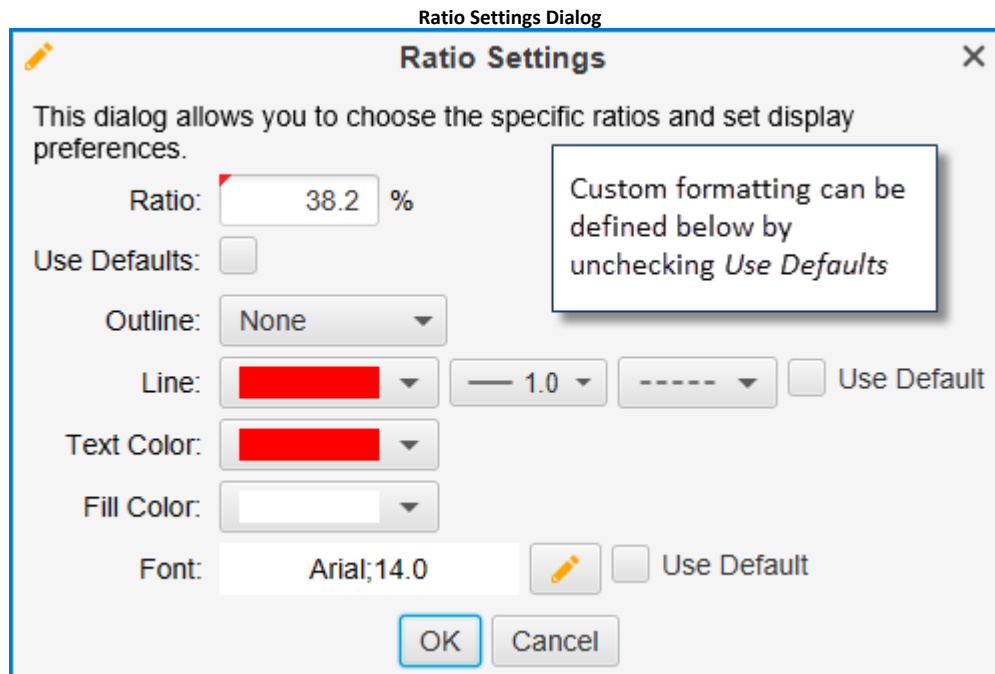 Ratio Settings Dialog
Ratio Settings
This dialog allows you to choose the specific ratios and set display
preferences.
Custom formatting can be
defined below by
unchecking Use Defaults
Ratio: 38.2 %
Use Defaults:
Outline: None
Line: 1.0 Use Default
Text Color:
Fill Color:
Font: Arial;14.0 Use Default
OK Cancel